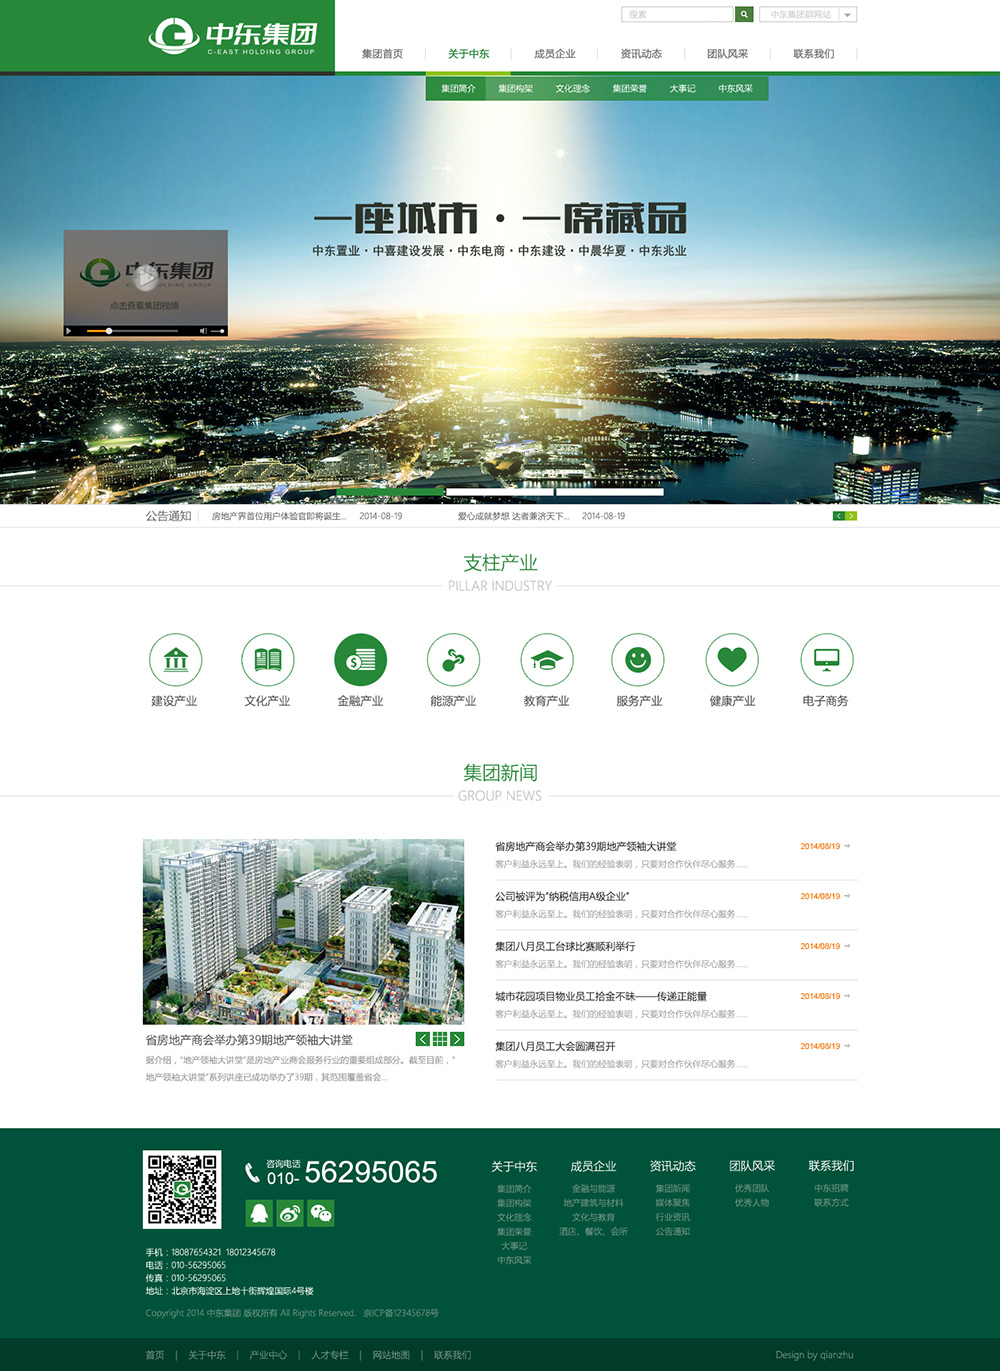 中东集团
C-EAST HOLDING GROUP
搜索
中东集团群网站
集团首页
关于中东
成员企业
资讯动态
团队风采
联系我们
集团简介 集团构架 文化理念 集团荣誉 大事记 中东风采
一座城市·一席藏品
中东置业·中喜建设发展·中东电商·中东建设·中晨华夏·中东兆业
中东集团
点击查看集团视频
公告通知 房地产界首位用户体验官即将诞生... 2014-08-19 爱心成就梦想 达者兼济天下... 2014-08-19
支柱产业
PILLAR INDUSTRY
建设产业 文化产业 金融产业 能源产业 教育产业 服务产业 健康产业 电子商务
集团新闻
GROUP NEWS
省房地产商会举办第39期地产领袖大讲堂
据介绍，"地产领袖大讲堂"是房地产业商会服务行业的重要组成部分。截至目前，"
地产领袖大讲堂"系列讲座已成功举办了39期，其范围覆盖省会...
省房地产商会举办第39期地产领袖大讲堂 2014/08/19
客户利益永远至上。我们的经验表明，只要对合作伙伴尽心服务......
公司被评为"纳税信用A级企业" 2014/08/19
客户利益永远至上。我们的经验表明，只要对合作伙伴尽心服务......
集团八月员工台球比赛顺利举行 2014/08/19
客户利益永远至上。我们的经验表明，只要对合作伙伴尽心服务......
城市花园项目物业员工拾金不昧——传递正能量 2014/08/19
客户利益永远至上。我们的经验表明，只要对合作伙伴尽心服务......
集团八月员工大会圆满召开 2014/08/19
客户利益永远至上。我们的经验表明，只要对合作伙伴尽心服务......
咨询电话
010-56295065
手机：18087654321 18012345678
电话：010-56295065
传真：010-56295065
地址：北京市海淀区上地十街辉煌国际4号楼
Copyright 2014 中东集团 版权所有 All Rights Reserved. 京ICP备12345678号
关于中东
集团简介
集团构架
文化理念
集团荣誉
大事记
中东风采
成员企业
金融与能源
地产建筑与材料
文化与教育
酒店、餐饮、会所
资讯动态
集团新闻
媒体聚焦
行业资讯
公告通知
团队风采
优秀团队
优秀人物
联系我们
中东招聘
联系方式
首页 | 关于中东 | 产业中心 | 人才专栏 | 网站地图 | 联系我们
Design by qianzhu